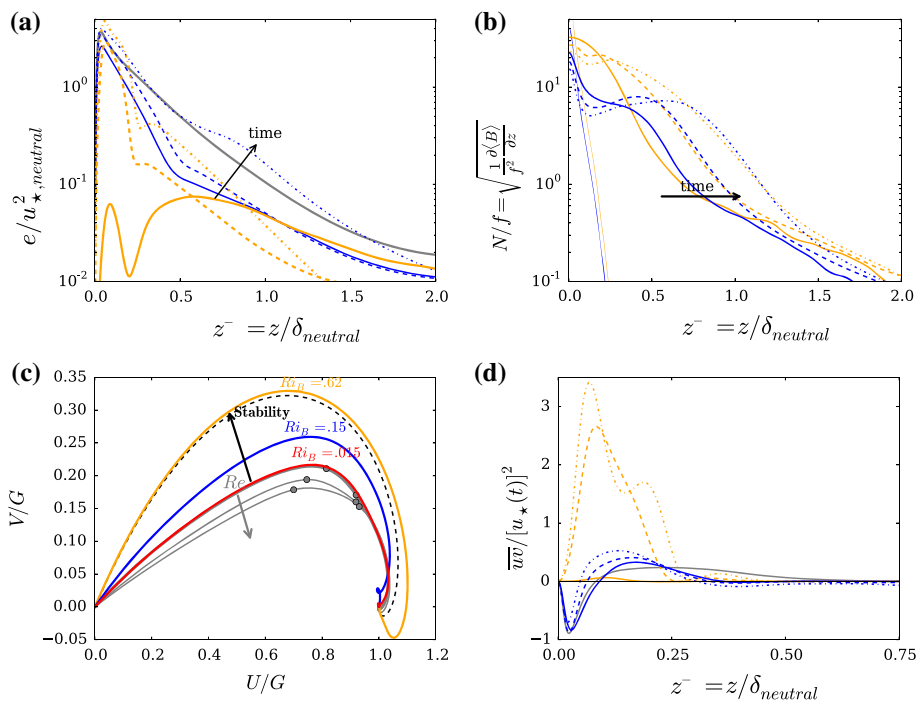 (a)
10^0
10^-1
10^-2
e/u_⋆,neutral^2
time
0.0 0.5 1.0 1.5 2.0
z^- = z/δ_neutral
(b)
10^1
10^0
10^-1
N/f = √(1/f^2 ∂⟨B⟩/∂z)
time
0.0 0.5 1.0 1.5 2.0
z^- = z/δ_neutral
(c)
0.35
0.30
0.25
0.20
0.15
0.10
0.05
0.00
−0.05
V/G
Ri_B =.62
Stability
Ri_B =.15
Ri_B =.015
Re
0.0 0.2 0.4 0.6 0.8 1.0 1.2
U/G
(d)
3
2
1
0
−1
u̅v̅/[u_⋆(t)]^2
0.00 0.25 0.50 0.75
z^- = z/δ_neutral